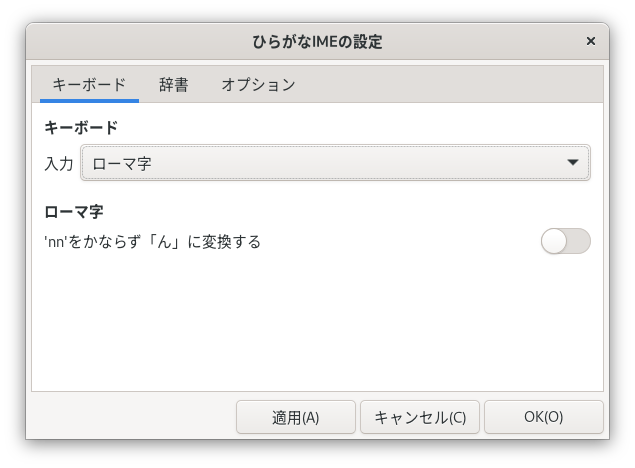 ひらがなIMEの設定
キーボード 辞書 オプション
キーボード
入力 ローマ字
ローマ字
'nn'をかならず「ん」に変換する
適用(A) キャンセル(C) OK(O)